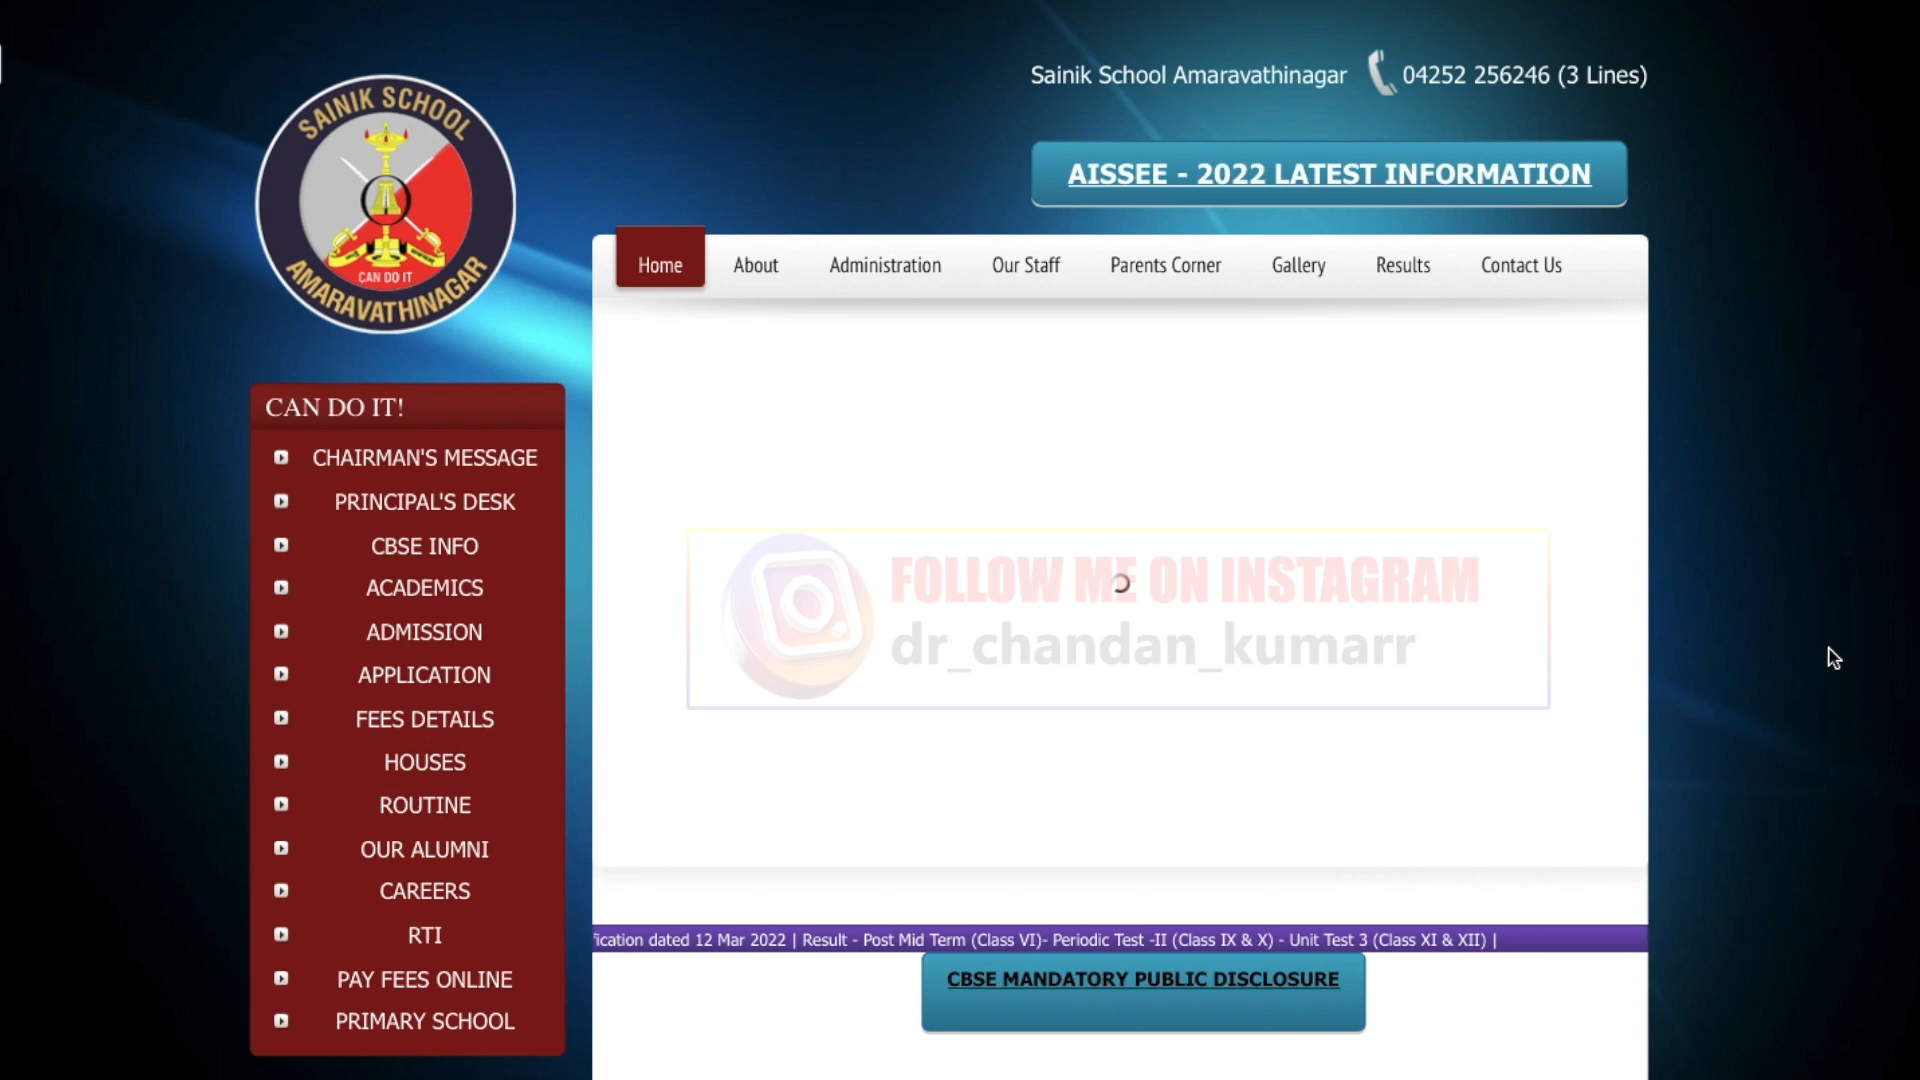 Sainik School Amaravathinagar 04252 256246 (3 Lines)
SAINIK SCHOOL
CAN DO IT
AMARAVATHINAGAR
AISSEE - 2022 LATEST INFORMATION
Home About Administration Our Staff Parents Corner Gallery Results Contact Us
CAN DO IT!
CHAIRMAN'S MESSAGE
PRINCIPAL'S DESK
CBSE INFO
ACADEMICS
ADMISSION
APPLICATION
FEES DETAILS
HOUSES
ROUTINE
OUR ALUMNI
CAREERS
RTI
PAY FEES ONLINE
PRIMARY SCHOOL
FOLLOW ME ON INSTAGRAM
dr_chandan_kumarr
fication dated 12 Mar 2022 | Result - Post Mid Term (Class VI)- Periodic Test -II (Class IX & X) - Unit Test 3 (Class XI & XII) |
CBSE MANDATORY PUBLIC DISCLOSURE